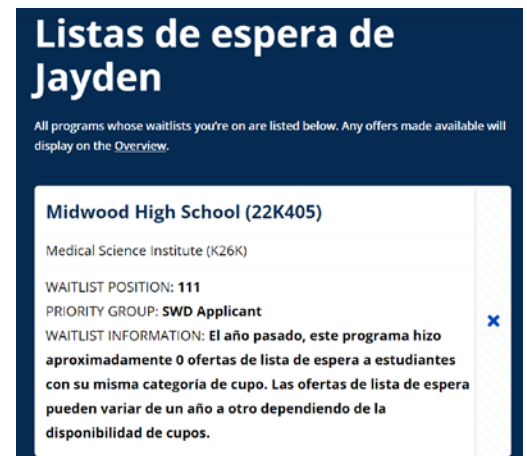 Listas de espera de
Jayden
All programs whose waitlists you're on are listed below. Any offers made available will
display on the Overview.
Midwood High School (22K405)
Medical Science Institute (K26K)
WAITLIST POSITION: 111
PRIORITY GROUP: SWD Applicant
WAITLIST INFORMATION: El año pasado, este programa hizo
aproximadamente 0 ofertas de lista de espera a estudiantes
con su misma categoría de cupo. Las ofertas de lista de espera
pueden variar de un año a otro dependiendo de la
disponibilidad de cupos.